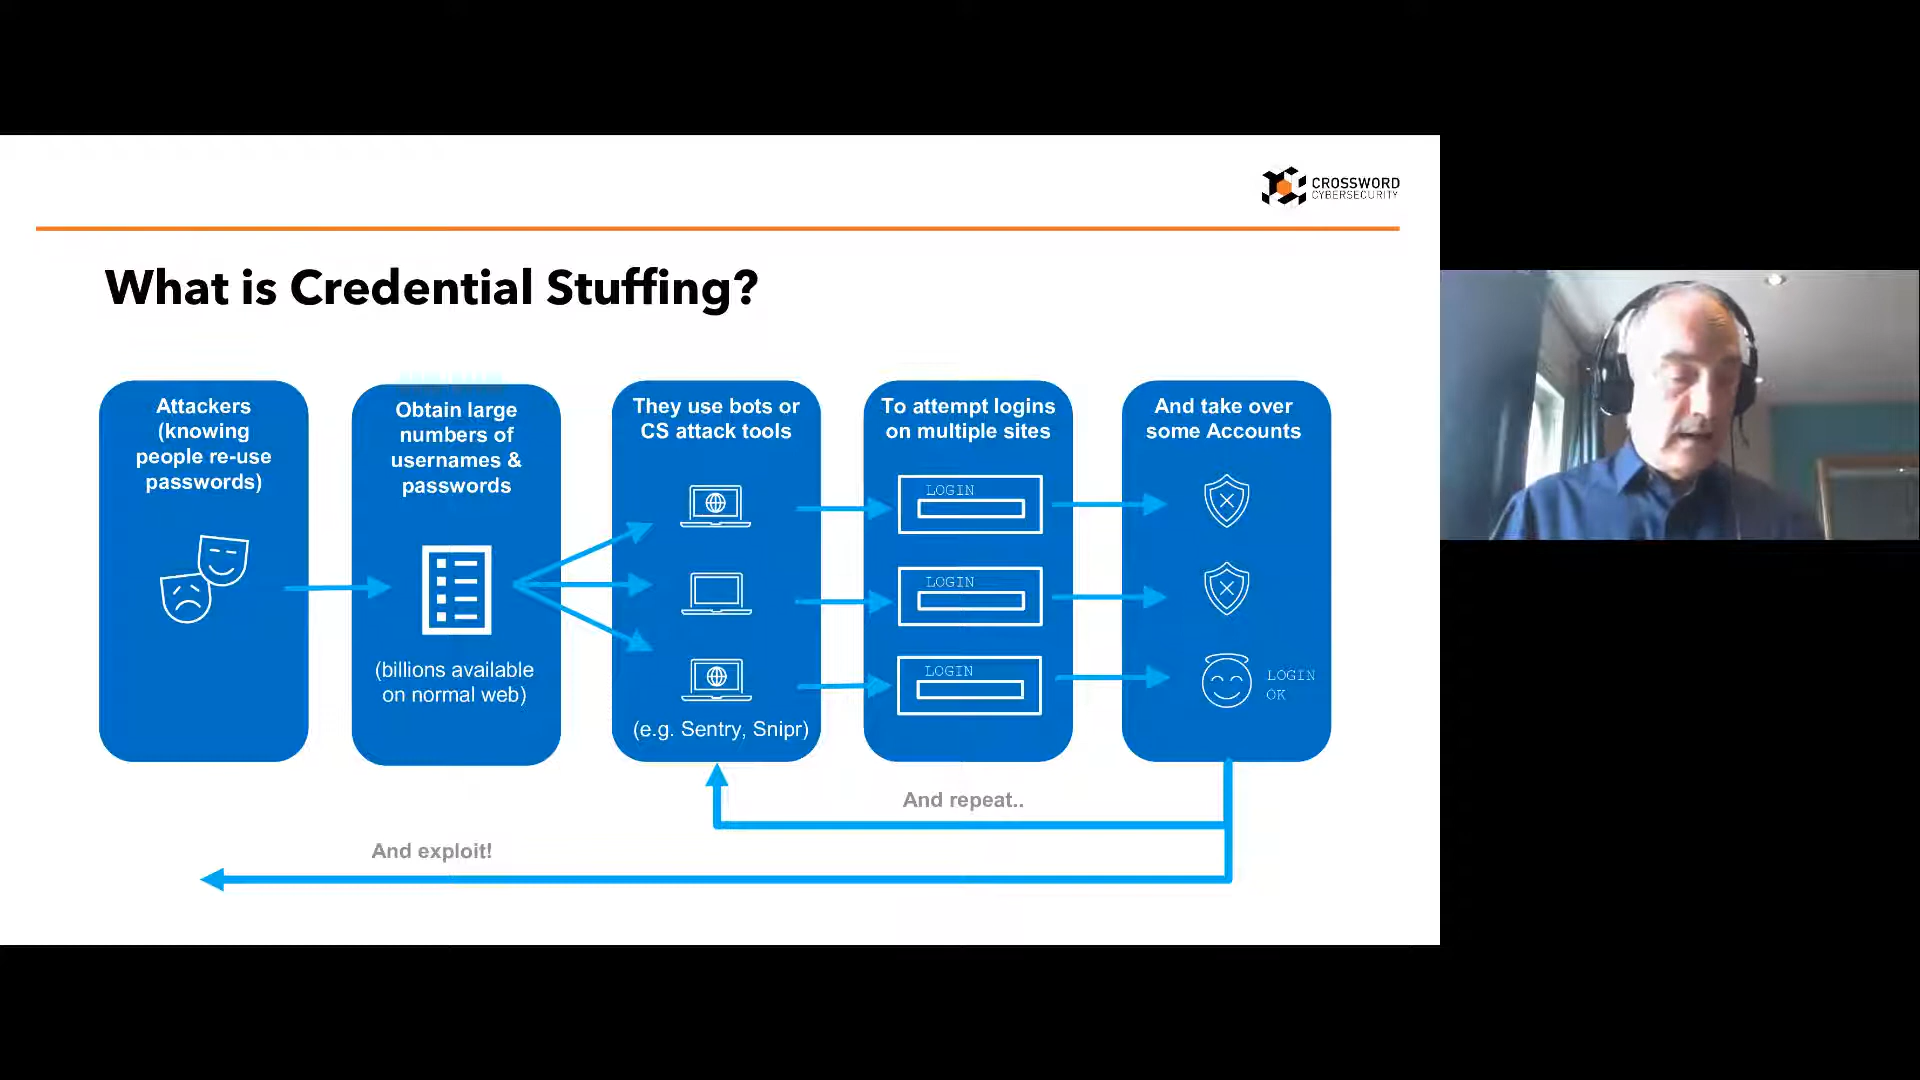 CROSSWORD
CYBERSECURITY
What is Credential Stuffing?
Attackers
(knowing
people re-use
passwords)
Obtain large
numbers of
usernames &
passwords
(billions available
on normal web)
They use bots or
CS attack tools
(e.g. Sentry, Snipr)
To attempt logins
on multiple sites
LOGIN
LOGIN
LOGIN
And take over
some Accounts
LOGIN
OK
And repeat..
And exploit!